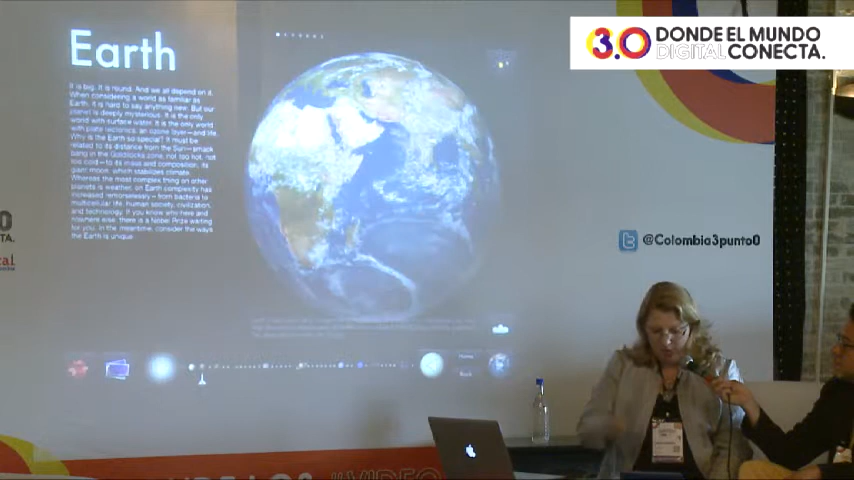 Earth
It is big. It is round. And we all depend on it.
When considering a world as familiar as
Earth, it is hard to say anything new. But our
planet is deeply mysterious. It is the only
world with surface water. It is the only world
with plate tectonics, an ozone layer—and life.
Why is the Earth so special? It must be
related to its distance from the Sun—smack
bang in the Goldilocks zone, not too hot, not
too cold—to its mass and composition, its
giant moon, which stabilizes climate.
Whereas the most complex thing on other
planets is weather, on Earth complexity has
increased remorselessly—from bacteria to
multicellular life, human society, civilization,
and technology. If you know why here and
nowhere else, there is a Nobel Prize waiting
for you. In the meantime, consider the ways
the Earth is unique.
3.0 DONDE EL MUNDO
DIGITAL CONECTA.
@Colombia3punto0